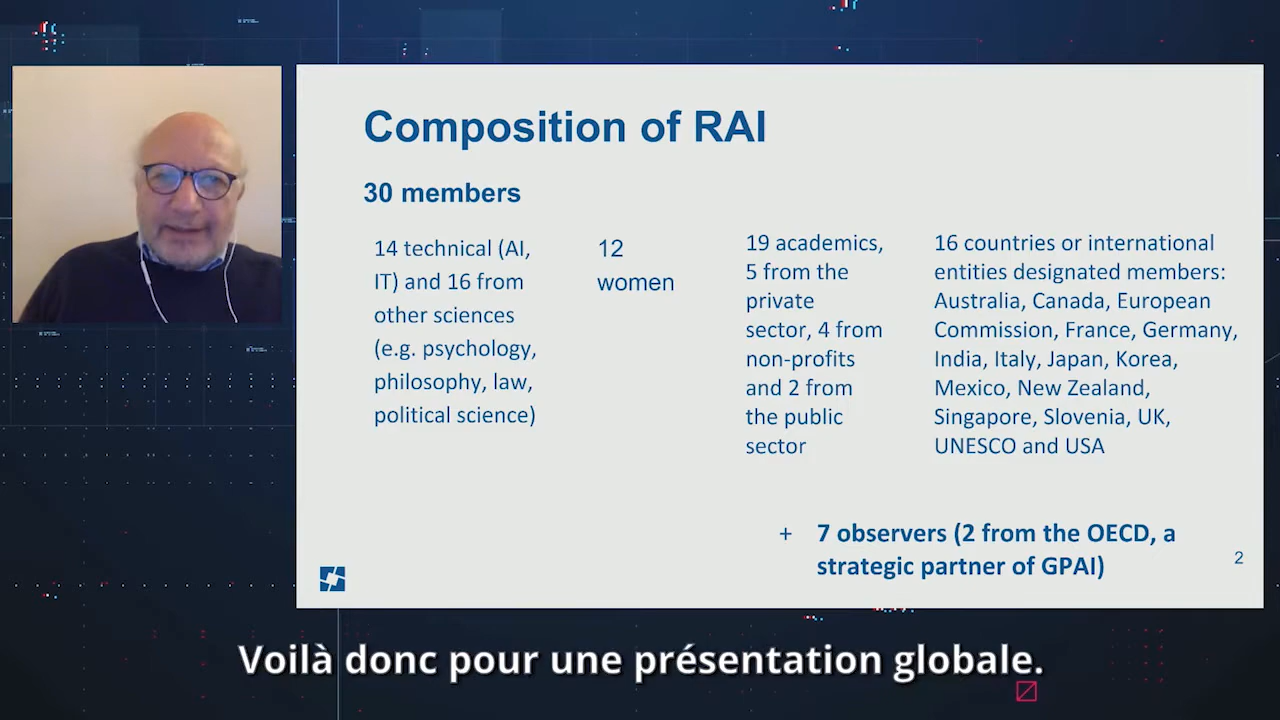 Composition of RAI
30 members
14 technical (AI,
IT) and 16 from
other sciences
(e.g. psychology,
philosophy, law,
political science)
12
women
19 academics,
5 from the
private
sector, 4 from
non-profits
and 2 from
the public
sector
16 countries or international
entities designated members:
Australia, Canada, European
Commission, France, Germany,
India, Italy, Japan, Korea,
Mexico, New Zealand,
Singapore, Slovenia, UK,
UNESCO and USA
+ 7 observers (2 from the OECD, a
strategic partner of GPAI)
2
Voilà donc pour une présentation globale.